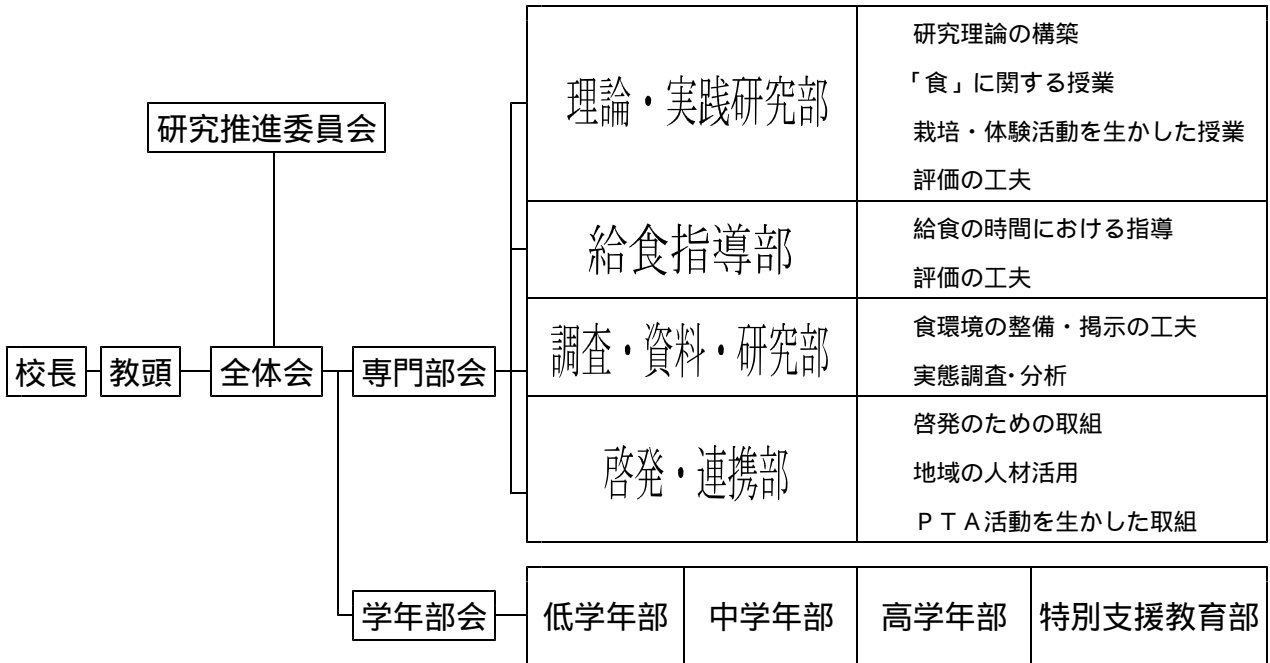 研究推進委員会
校長
教頭
全体会
専門部会
理論・実践研究部
研究理論の構築
「食」に関する授業
栽培・体験活動を生かした授業
評価の工夫
給食指導部
給食の時間における指導
評価の工夫
調査・資料・研究部
食環境の整備・掲示の工夫
実態調査・分析
啓発・連携部
啓発のための取組
地域の人材活用
ＰＴＡ活動を生かした取組
学年部会
低学年部
中学年部
高学年部
特別支援教育部